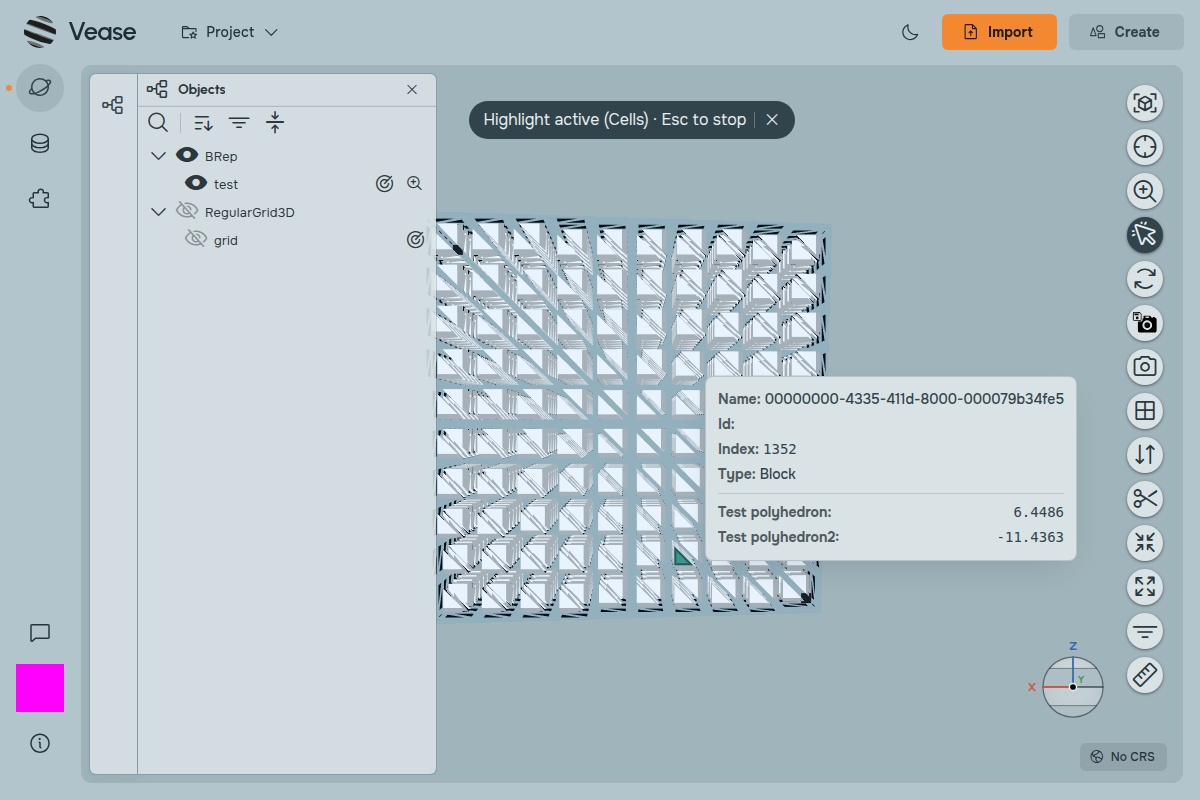 Vease
Project
Import
Create
Objects
Highlight active (Cells) · Esc to stop
BRep
test
RegularGrid3D
grid
Name: 00000000-4335-411d-8000-000079b34fe5
Id:
Index: 1352
Type: Block
Test polyhedron: 6.4486
Test polyhedron2: -11.4363
Z
X
Y
No CRS